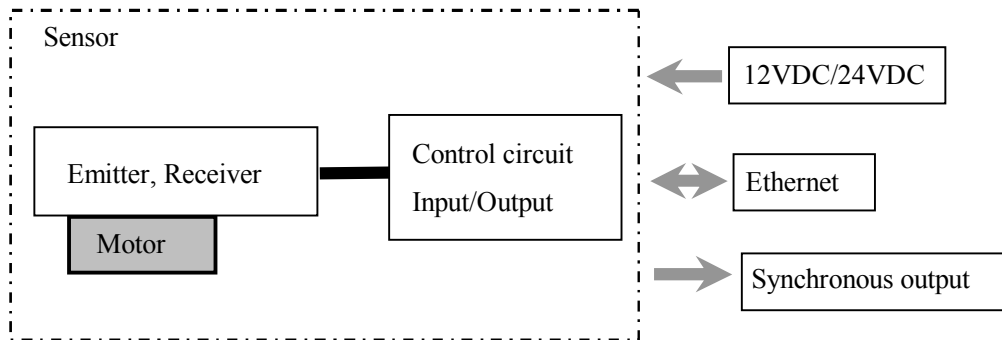 Sensor
12VDC/24VDC
Emitter, Receiver
Control circuit
Input/Output
Ethernet
Motor
Synchronous output